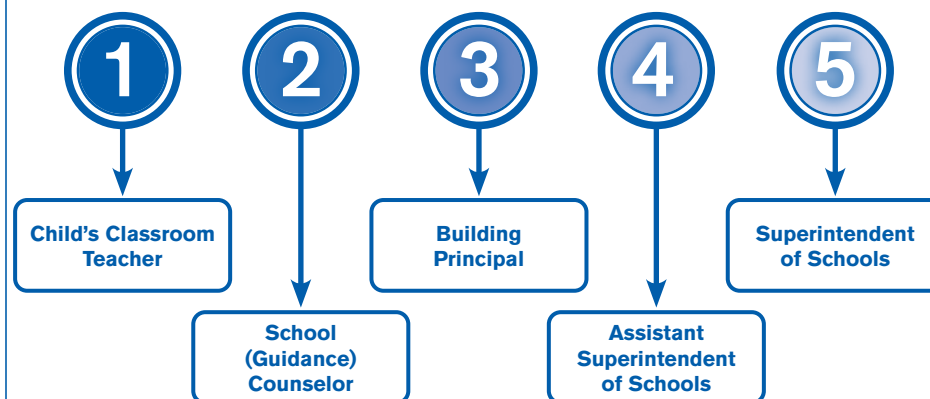 1
2
3
4
5
Child’s Classroom
Teacher
School
(Guidance)
Counselor
Building
Principal
Assistant
Superintendent
of Schools
Superintendent
of Schools